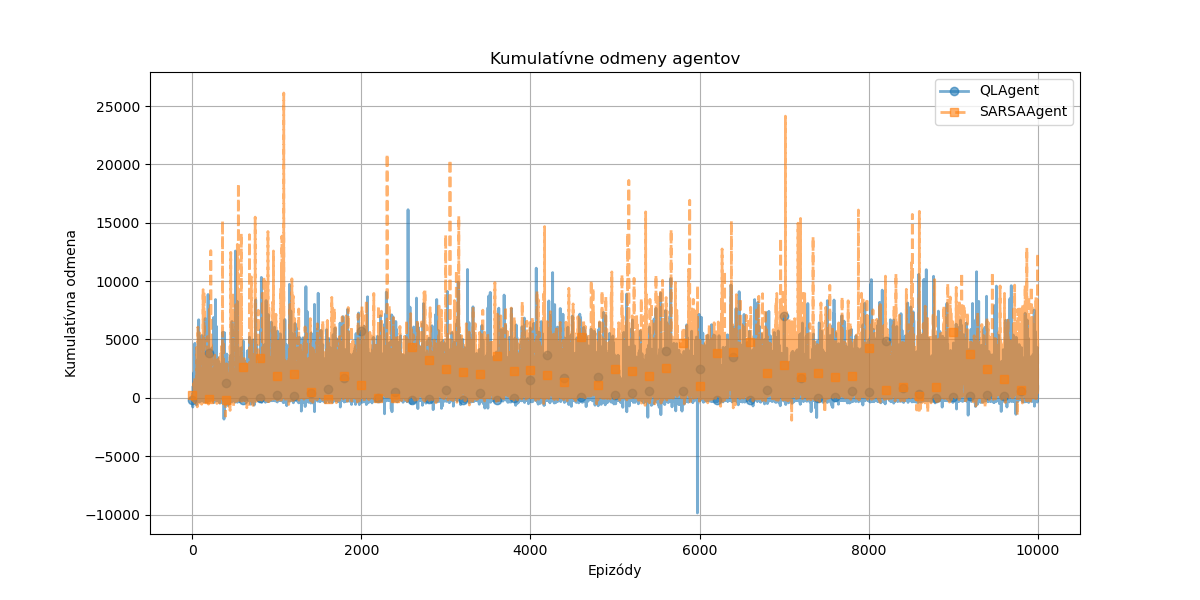 Kumulatívne odmeny agentov
QLAgent
SARSAAgent
Kumulatívna odmena
25000
20000
15000
10000
5000
0
−5000
−10000
0 2000 4000 6000 8000 10000
Epizódy